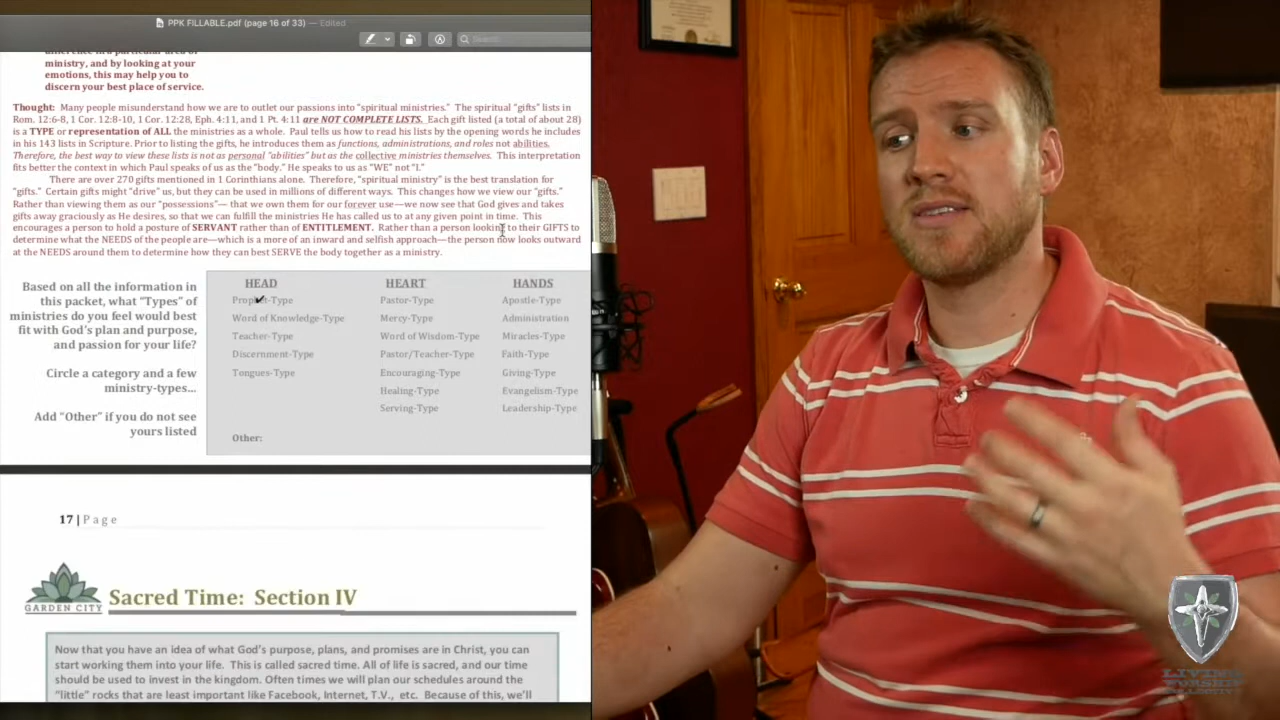 PPK FILLABLE.pdf (page 16 of 33) — Edited
Search
ministry, and by looking at your
emotions, this may help you to
discern your best place of service.
Thought: Many people misunderstand how we are to outlet our passions into “spiritual ministries.” The spiritual “gifts” lists in
Rom. 12:6-8, 1 Cor. 12:8-10, 1 Cor. 12:28, Eph. 4:11, and 1 Pt. 4:11 are NOT COMPLETE LISTS. Each gift listed (a total of about 28)
is a TYPE or representation of ALL the ministries as a whole. Paul tells us how to read his lists by the opening words he includes
in his 143 lists in Scripture. Prior to listing the gifts, he introduces them as functions, administrations, and roles not abilities.
Therefore, the best way to view these lists is not as personal “abilities” but as the collective ministries themselves. This interpretation
fits better the context in which Paul speaks of us as the “body.” He speaks to us as “WE” not “I.”
There are over 270 gifts mentioned in 1 Corinthians alone. Therefore, “spiritual ministry” is the best translation for
“gifts.” Certain gifts might “drive” us, but they can be used in millions of different ways. This changes how we view our “gifts.”
Rather than viewing them as our “possessions”— that we own them for our forever use—we now see that God gives and takes
gifts away graciously as He desires, so that we can fulfill the ministries He has called us to at any given point in time. This
encourages a person to hold a posture of SERVANT rather than of ENTITLEMENT. Rather than a person looking to their GIFTS to
determine what the NEEDS of the people are—which is a more of an inward and selfish approach—the person now looks outward
at the NEEDS around them to determine how they can best SERVE the body together as a ministry.
Based on all the information in
this packet, what “Types” of
ministries do you feel would best
fit with God’s plan and purpose,
and passion for your life?
Circle a category and a few
ministry-types…
Add “Other” if you do not see
yours listed
HEAD HEART HANDS
Prophet-Type Pastor-Type Apostle-Type
Word of Knowledge-Type Mercy-Type Administration
Teacher-Type Word of Wisdom-Type Miracles-Type
Discernment-Type Pastor/Teacher-Type Faith-Type
Tongues-Type Encouraging-Type Giving-Type
Healing-Type Evangelism-Type
Serving-Type Leadership-Type
Other:
17 | Page
GARDEN CITY
Sacred Time: Section IV
Now that you have an idea of what God’s purpose, plans, and promises are in Christ, you can
start working them into your life. This is called sacred time. All of life is sacred, and our time
should be used to invest in the kingdom. Often times we will plan our schedules around the
“little” rocks that are least important like Facebook, Internet, T.V., etc. Because of this, we’ll
LIVING
WORSHIP
COLLECTIVE